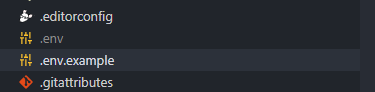 .editorconfig
.env
.env.example
.gitattributes